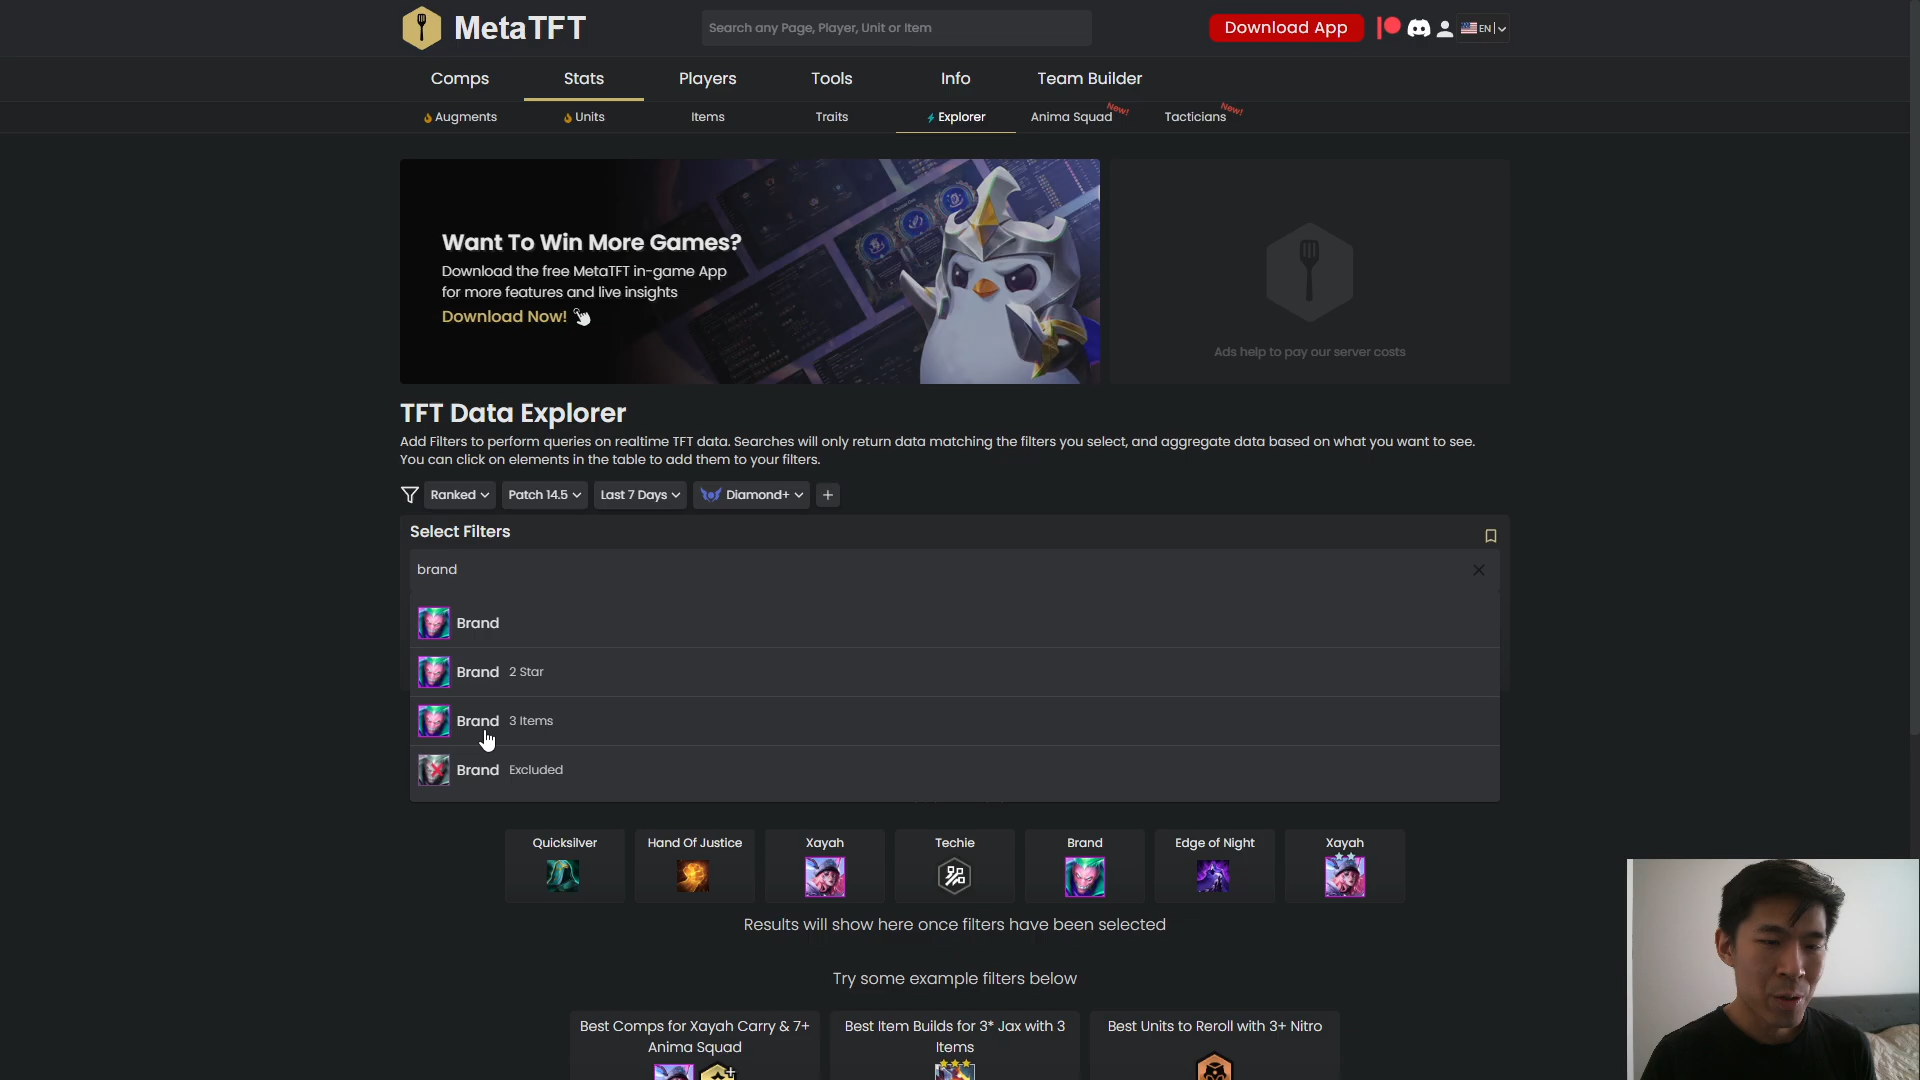 MetaTFT
Search any Page, Player, Unit or Item
Download App
EN
Comps
Stats
Players
Tools
Info
Team Builder
Augments
Units
Items
Traits
Explorer
Anima Squad
New!
Tacticians
New!
Want To Win More Games?
Download the free MetaTFT in-game App
for more features and live insights
Download Now!
Ads help to pay our server costs
TFT Data Explorer
Add Filters to perform queries on realtime TFT data. Searches will only return data matching the filters you select, and aggregate data based on what you want to see.
You can click on elements in the table to add them to your filters.
Ranked
Patch 14.5
Last 7 Days
Diamond+
+
Select Filters
brand
Brand
Brand 2 Star
Brand 3 Items
Brand Excluded
Quicksilver
Hand Of Justice
Xayah
Techie
Brand
Edge of Night
Xayah
Results will show here once filters have been selected
Try some example filters below
Best Comps for Xayah Carry & 7+
Anima Squad
Best Item Builds for 3* Jax with 3
Items
Best Units to Reroll with 3+ Nitro